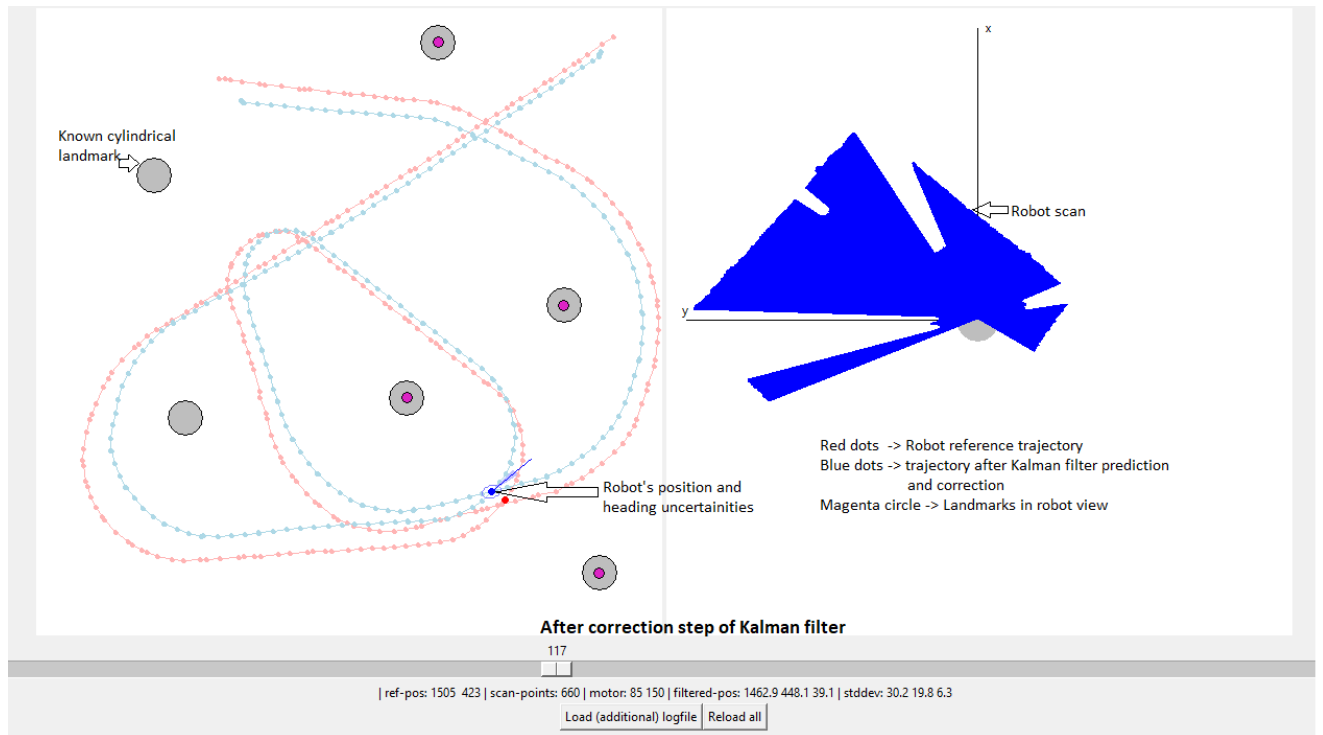 x
Known cylindrical
landmark
Robot scan
y
Red dots -> Robot reference trajectory
Blue dots -> trajectory after Kalman filter prediction
and correction
Magenta circle -> Landmarks in robot view
Robot's position and
heading uncertainities
After correction step of Kalman filter
117
| ref-pos: 1505 423 | scan-points: 660 | motor: 85 150 | filtered-pos: 1462.9 448.1 39.1 | stddev: 30.2 19.8 6.3
Load (additional) logfile Reload all